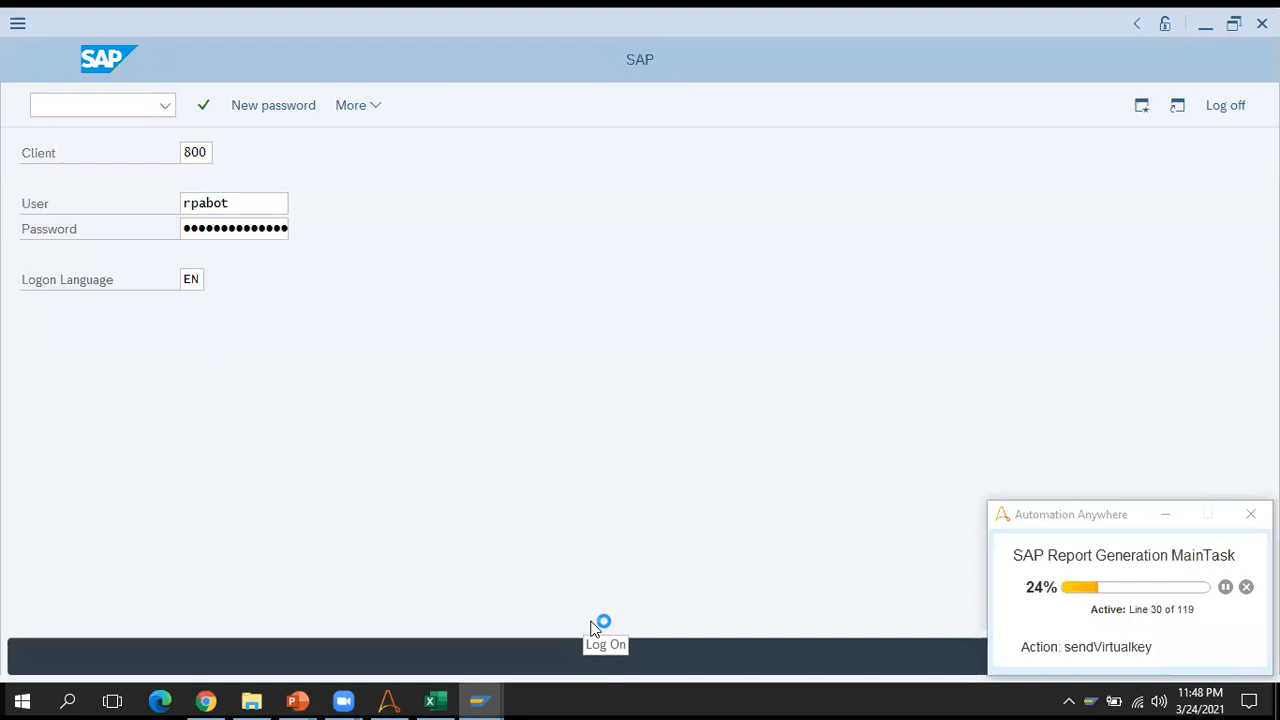 SAP
SAP
New password
More
Log off
Client
800
User
rpabot
Password
●●●●●●●●●●●●●●
Logon Language
EN
Automation Anywhere
SAP Report Generation MainTask
24%
Active: Line 30 of 119
Action: sendVirtualkey
Log On
11:48 PM
3/24/2021